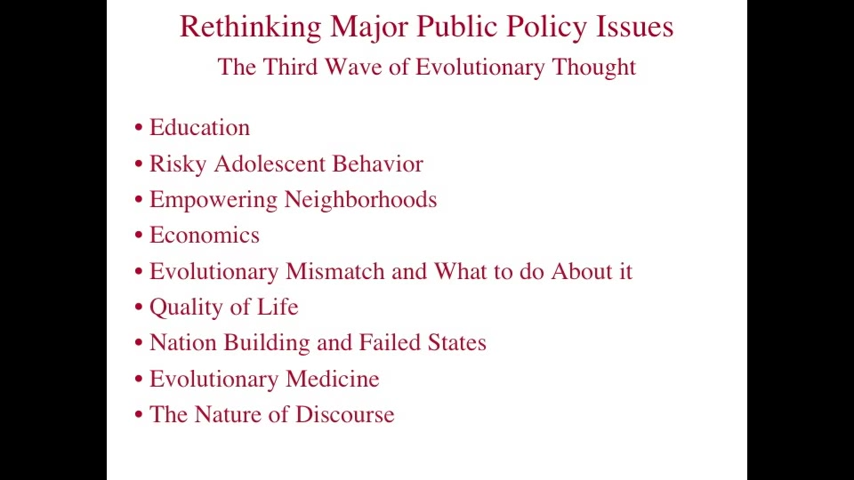 Rethinking Major Public Policy Issues
The Third Wave of Evolutionary Thought
• Education
• Risky Adolescent Behavior
• Empowering Neighborhoods
• Economics
• Evolutionary Mismatch and What to do About it
• Quality of Life
• Nation Building and Failed States
• Evolutionary Medicine
• The Nature of Discourse